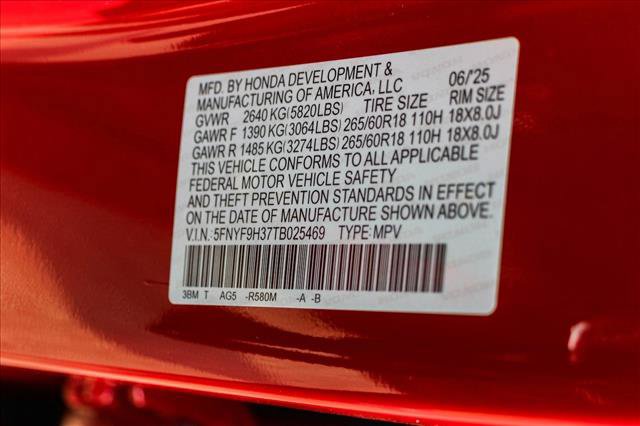 MFD. BY HONDA DEVELOPMENT &
MANUFACTURING OF AMERICA, LLC 06/'25
GVWR 2640 KG(5820LBS) TIRE SIZE RIM SIZE
GAWR F 1390 KG(3064LBS) 265/60R18 110H 18X8.0J
GAWR R 1485 KG(3274LBS) 265/60R18 110H 18X8.0J
THIS VEHICLE CONFORMS TO ALL APPLICABLE
FEDERAL MOTOR VEHICLE SAFETY
AND THEFT PREVENTION STANDARDS IN EFFECT
ON THE DATE OF MANUFACTURE SHOWN ABOVE.
V.I.N.: 5FNYF9H37TB025469 TYPE: MPV
3BM T AG5 -R580M -A -B